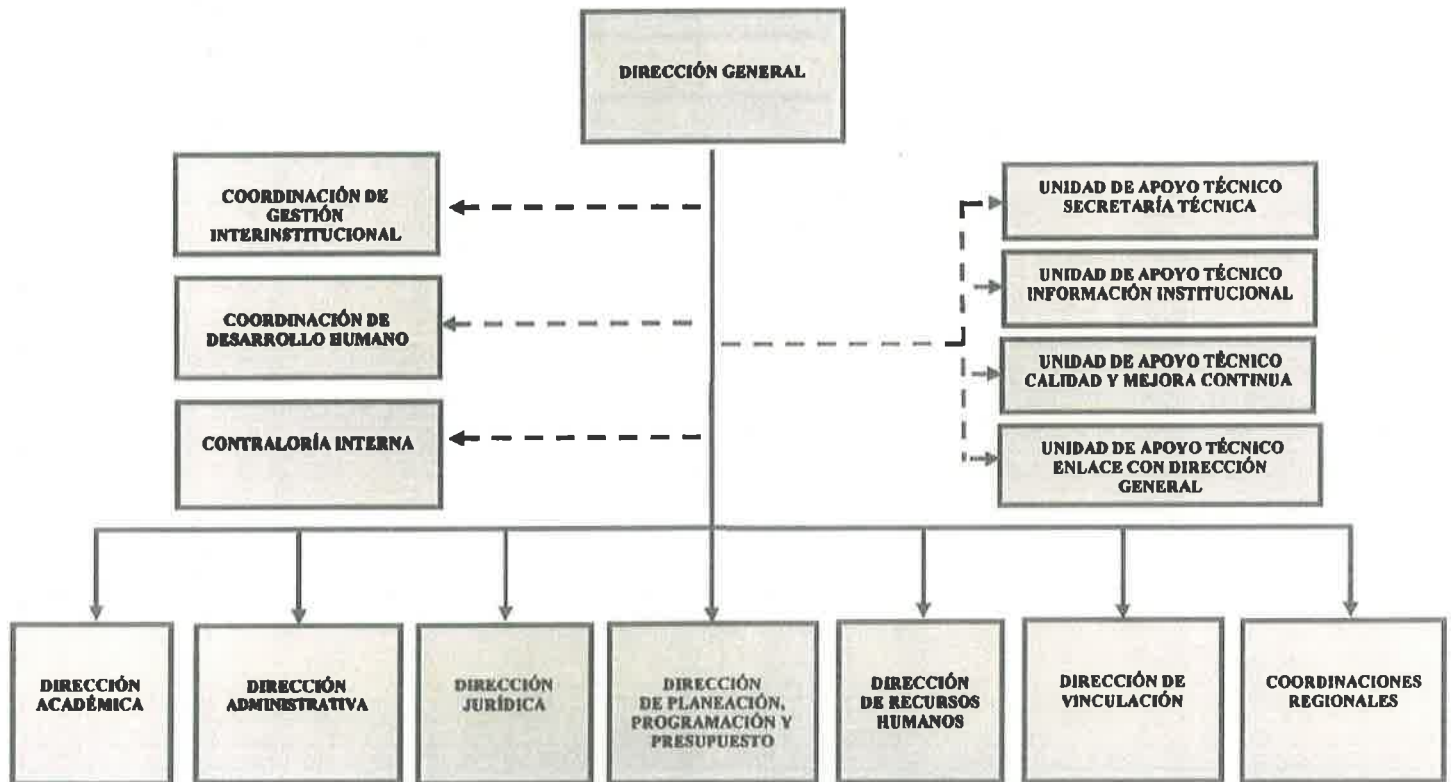 DIRECCIÓN GENERAL
COORDINACIÓN DE
GESTIÓN
INTERINSTITUCIONAL
COORDINACIÓN DE
DESARROLLO HUMANO
CONTRALORÍA INTERNA
UNIDAD DE APOYO TÉCNICO
SECRETARÍA TÉCNICA
UNIDAD DE APOYO TÉCNICO
INFORMACIÓN INSTITUCIONAL
UNIDAD DE APOYO TÉCNICO
CALIDAD Y MEJORA CONTINUA
UNIDAD DE APOYO TÉCNICO
ENLACE CON DIRECCIÓN
GENERAL
DIRECCIÓN
ACADÉMICA
DIRECCIÓN
ADMINISTRATIVA
DIRECCIÓN
JURÍDICA
DIRECCIÓN
DE PLANEACIÓN,
PROGRAMACIÓN Y
PRESUPUESTO
DIRECCIÓN
DE RECURSOS
HUMANOS
DIRECCIÓN DE
VINCULACIÓN
COORDINACIONES
REGIONALES